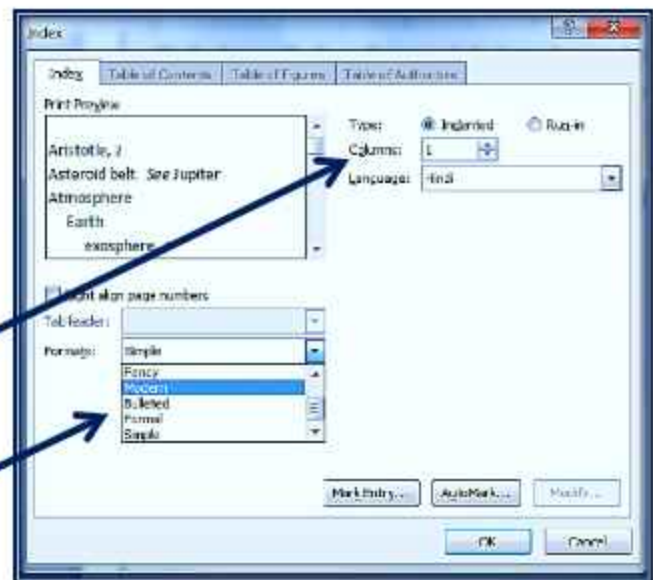 Index
Index Table of Contents Table of Figures Table of Authorities
Print Preview
Aristotle, 2
Asteroid belt. See Jupiter
Atmosphere
Earth
exosphere
Type: Indented Run-in
Columns: 1
Language: Hindi
Right align page numbers
Tab leader:
Formats: Simple
Fancy
Modern
Bulleted
Formal
Simple
Mark Entry... AutoMark... Modify...
OK Cancel